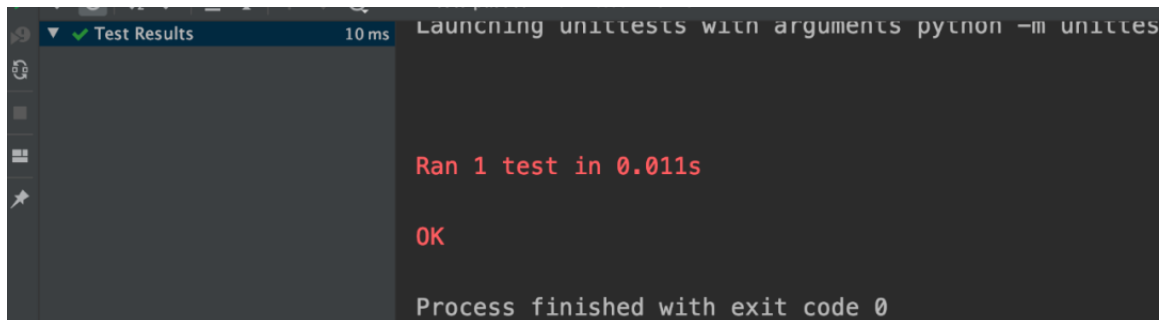 Test Results 10 ms
Launching unittests with arguments python -m unittes
Ran 1 test in 0.011s
OK
Process finished with exit code 0